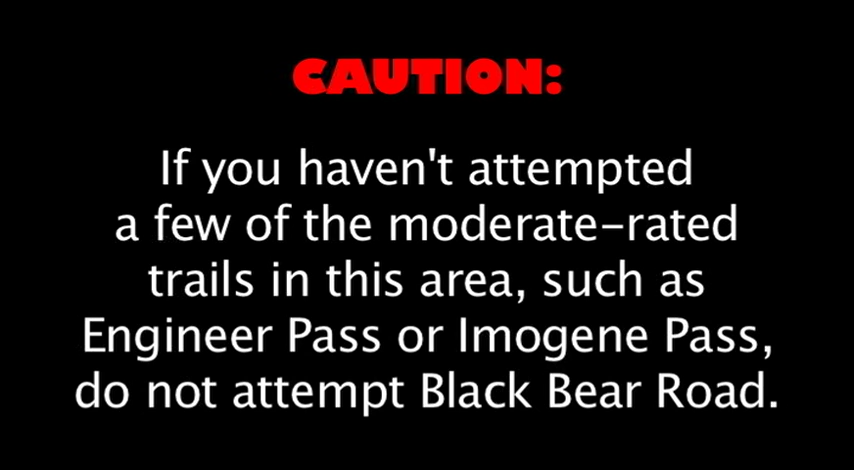 CAUTION:
If you haven't attempted
a few of the moderate-rated
trails in this area, such as
Engineer Pass or Imogene Pass,
do not attempt Black Bear Road.